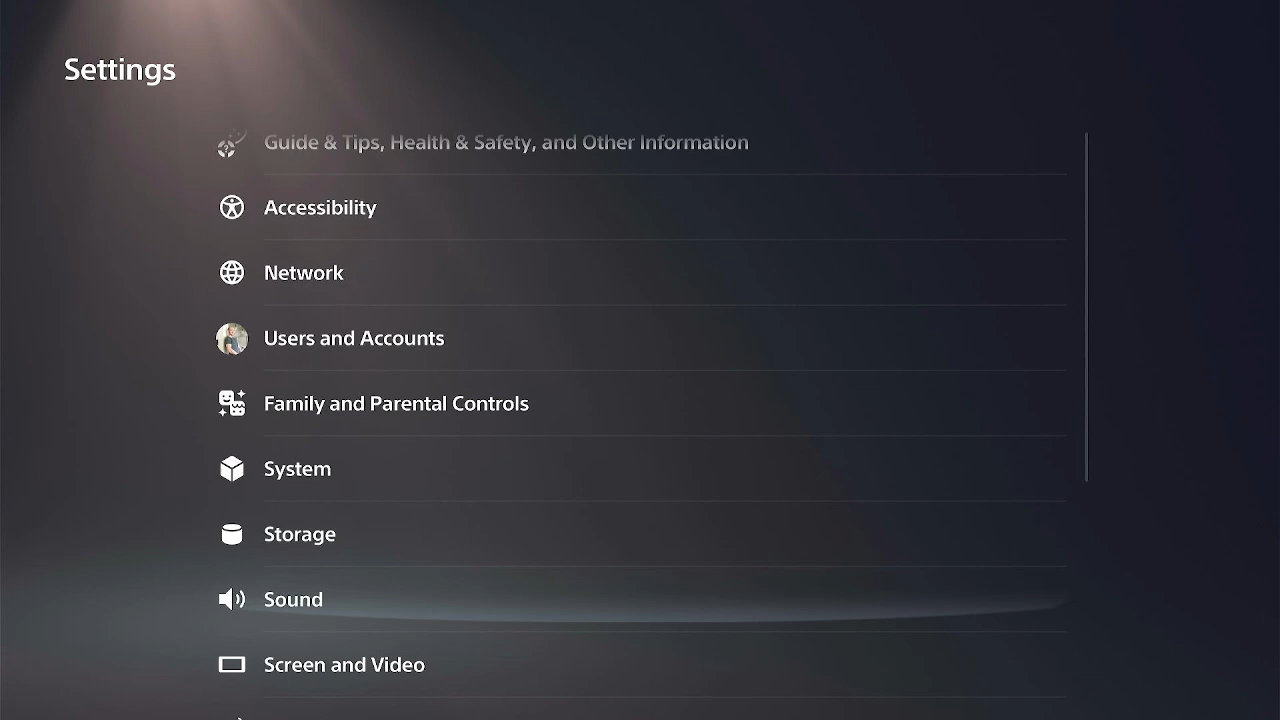 Settings
Guide & Tips, Health & Safety, and Other Information
Accessibility
Network
Users and Accounts
Family and Parental Controls
System
Storage
Sound
Screen and Video